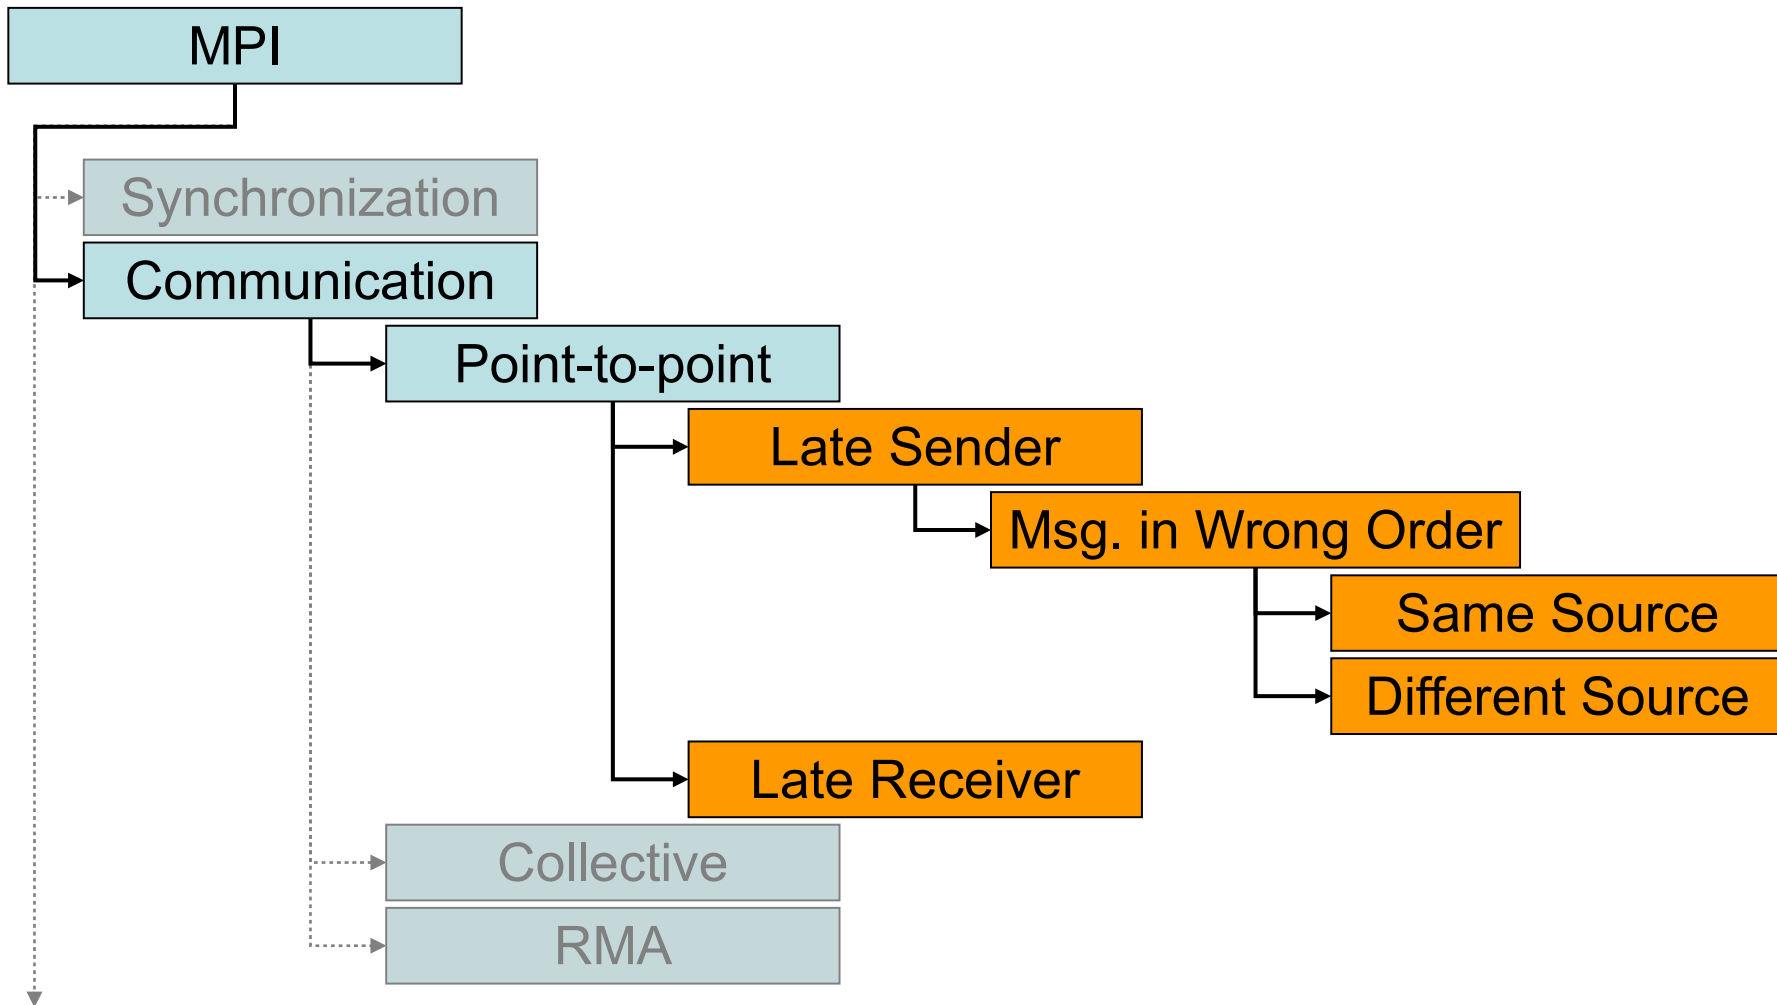 MPI
Synchronization
Communication
Point-to-point
Late Sender
Msg. in Wrong Order
Same Source
Different Source
Late Receiver
Collective
RMA